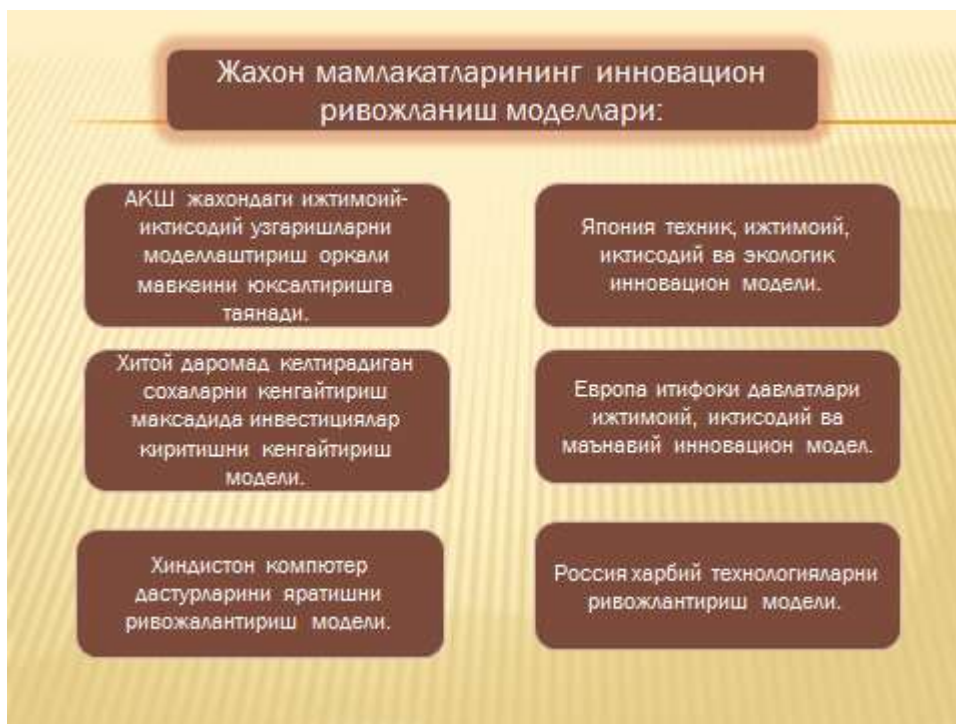 Жахон мамлакатларининг инновацион
ривожланиш моделлари:
АКШ жахондаги ижтимоий-
иктисодий узгаришларни
моделлаштириш оркали
мавкеини юксалтиришга
таянади.
Япония техник, ижтимоий,
иктисодий ва экологик
инновацион модели.
Хитой даромад келтирадиган
сохаларни кенгайтириш
максадида инвестициялар
киритишни кенгайтириш
модели.
Европа итифоки давлатлари
ижтимоий, иктисодий ва
маънавий инновацион модел.
Хиндистон компютер
дастурларини яратишни
ривожалантириш модели.
Россия харбий технологияларни
ривожлантириш модели.